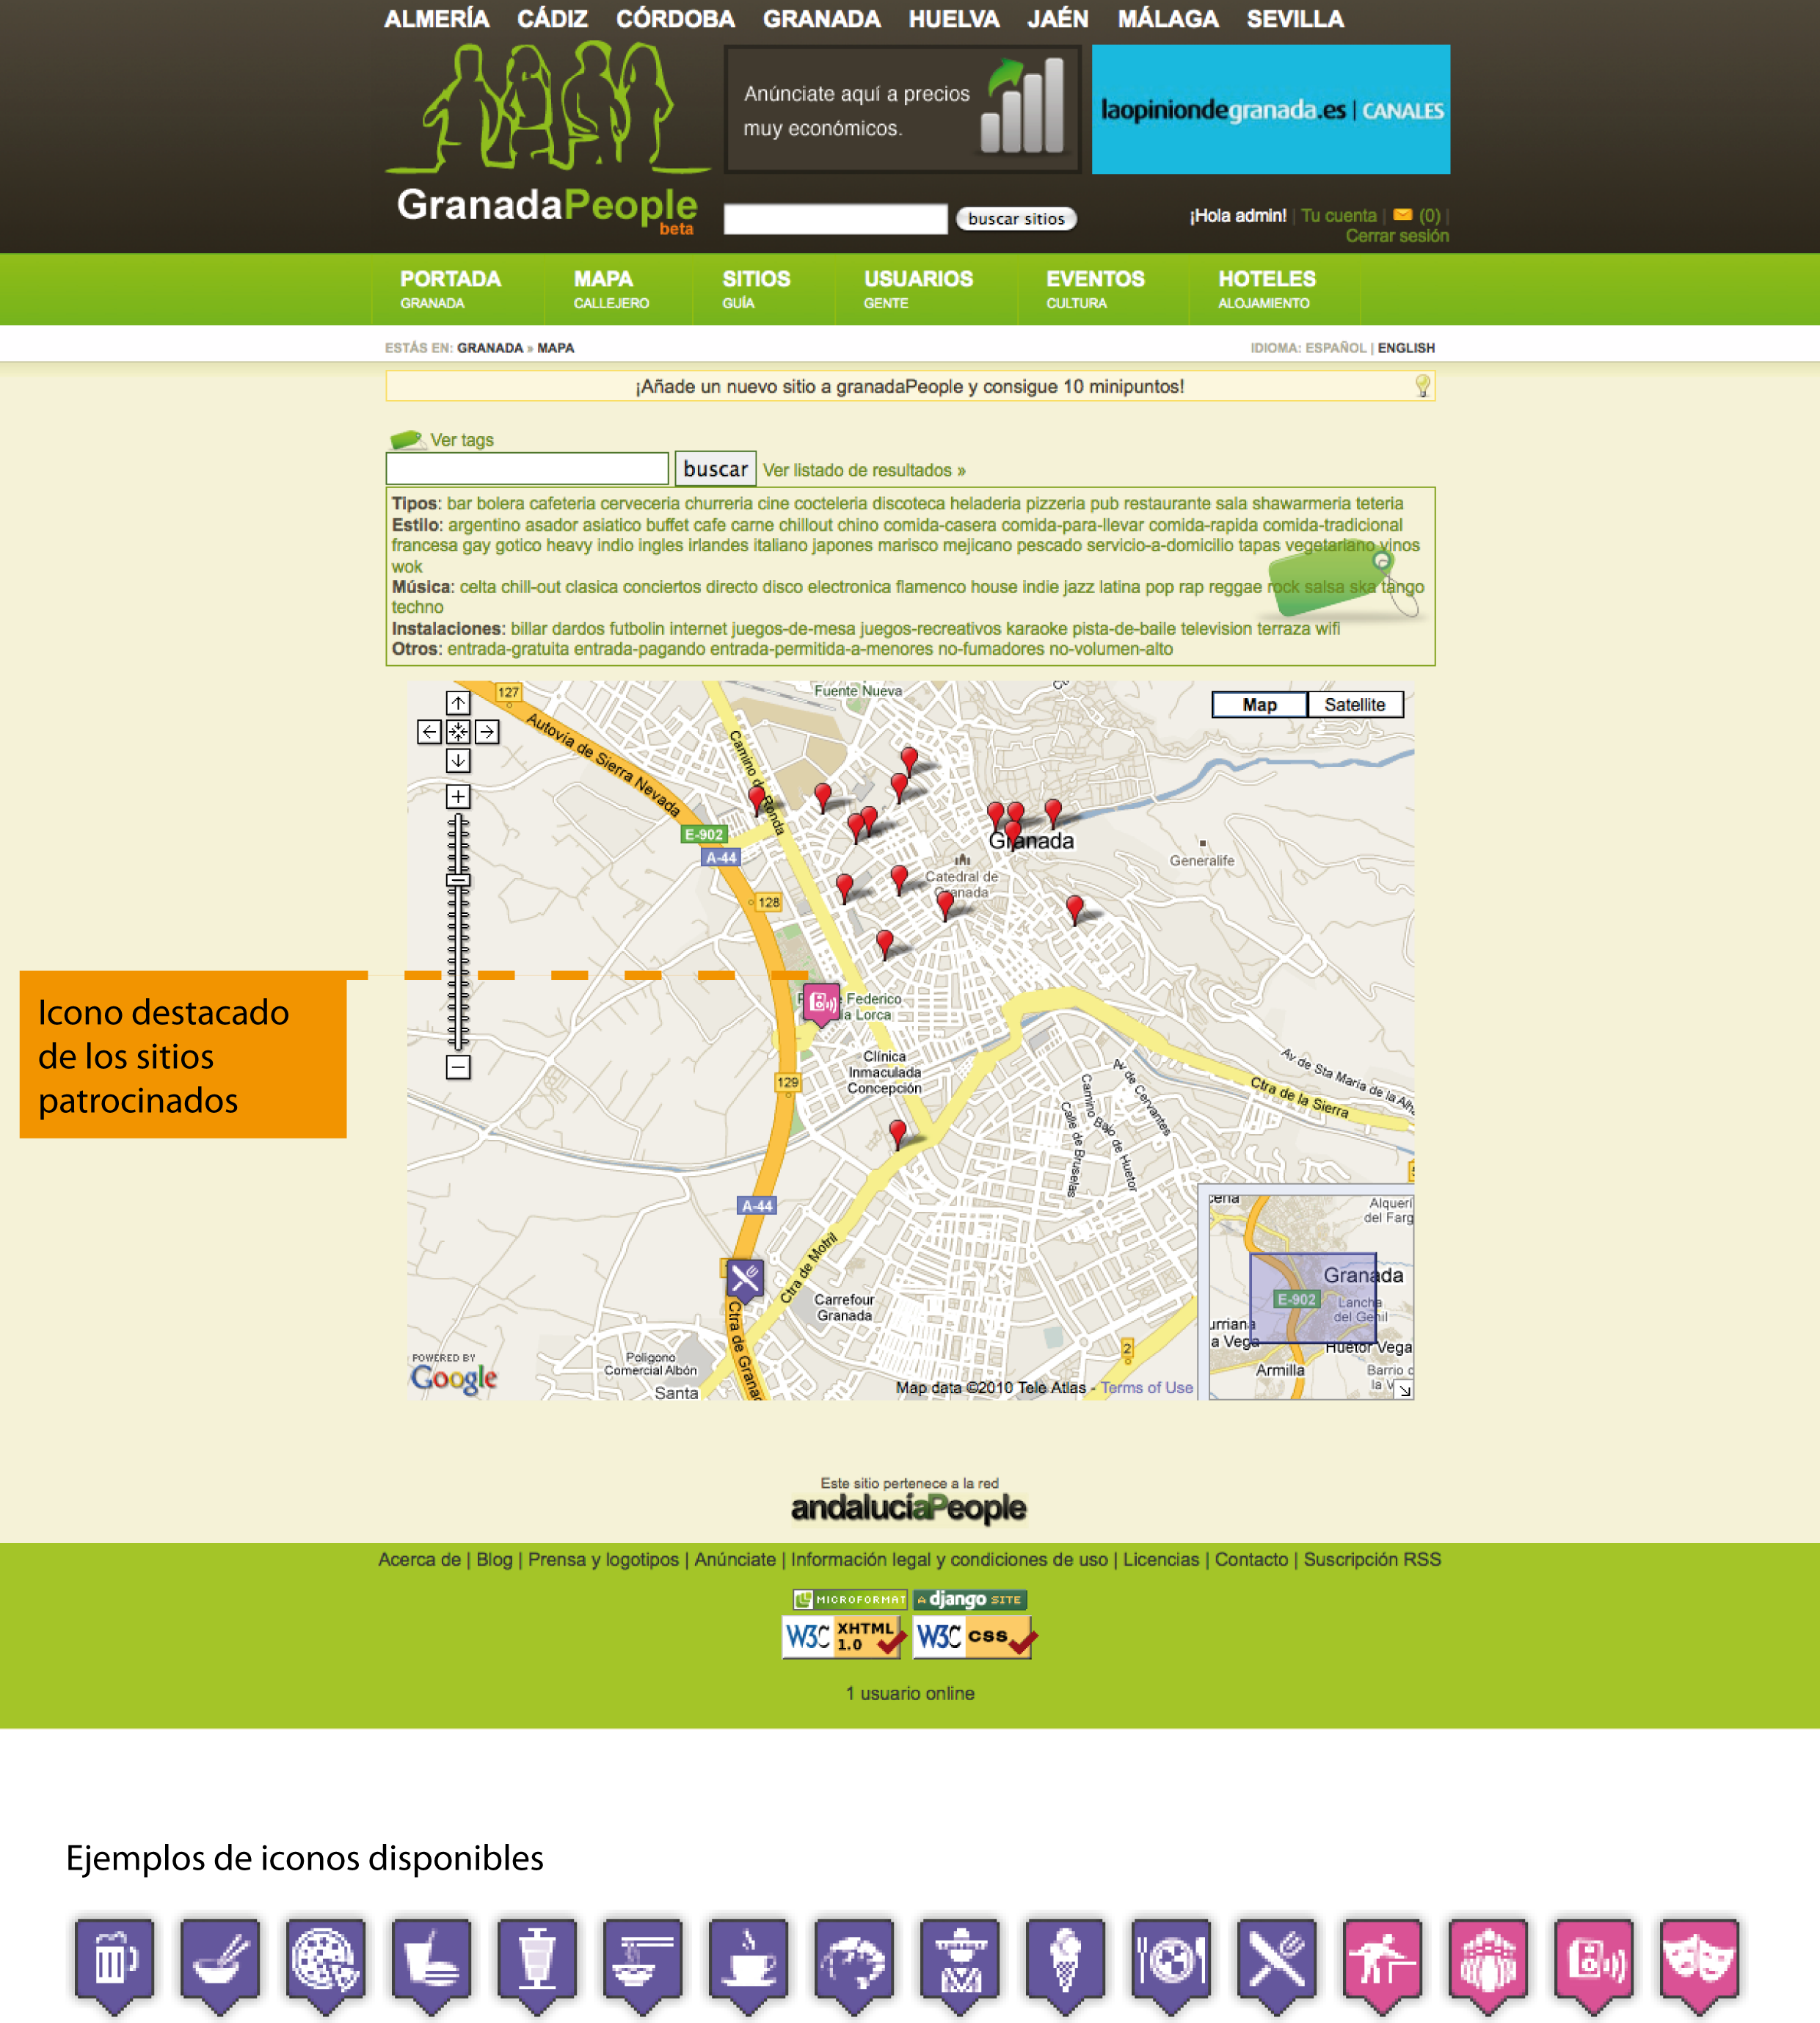 ALMERÍA CÁDIZ CÓRDOBA GRANADA HUELVA JAÉN MÁLAGA SEVILLA
Anúnciate aquí a precios
muy económicos.
laopiniondegranada.es | CANALES
GranadaPeople
beta
buscar sitios
¡Hola admin! | Tu cuenta | (0) |
Cerrar sesión
PORTADA MAPA SITIOS USUARIOS EVENTOS HOTELES
GRANADA CALLEJERO GUÍA GENTE CULTURA ALOJAMIENTO
ESTÁS EN: GRANADA » MAPA
IDIOMA: ESPAÑOL | ENGLISH
¡Añade un nuevo sitio a granadaPeople y consigue 10 minipuntos!
Ver tags
buscar Ver listado de resultados »
Tipos: bar bolera cafeteria cerveceria churreria cine cocteleria discoteca heladeria pizzeria pub restaurante sala shawarmeria teteria
Estilo: argentino asador asiatico buffet cafe carne chillout chino comida-casera comida-para-llevar comida-rapida comida-tradicional
francesa gay gotico heavy indio ingles irlandes italiano japones marisco mejicano pescado servicio-a-domicilio tapas vegetariano vinos
wok
Música: celta chill-out clasica conciertos directo disco electronica flamenco house indie jazz latina pop rap reggae rock salsa ska tango
techno
Instalaciones: billar dardos futbolin internet juegos-de-mesa juegos-recreativos karaoke pista-de-baile television terraza wifi
Otros: entrada-gratuita entrada-pagando entrada-permitida-a-menores no-fumadores no-volumen-alto
127
Fuente Nueva
Map Satellite
Autovía de Sierra Nevada
Camino de Ronda
E-902
A-44
Granada
Generalife
Catedral de
Granada
128
Icono destacado
de los sitios
patrocinados
Federico
la Lorca
Clínica
Inmaculada
Concepción
129
Av de Sta María de la Alh
Ctra de la Sierra
Av de Cervantes
Camino Bajo de Huetor
Calle de Bruselas
A-44
Ctra de Motril
Carrefour
Granada
Ctra de Granad
Poligono
Comercial Albón
Santa
2
POWERED BY
Google
Map data ©2010 Tele Atlas - Terms of Use
cena
Alqueri
del Farg
Granada
E-902
Lancha
del Genil
urriana
a Vega
Huetor Vega
Armilla
Barrio d
la V
Este sitio pertenece a la red
andalucíaPeople
Acerca de | Blog | Prensa y logotipos | Anúnciate | Información legal y condiciones de uso | Licencias | Contacto | Suscripción RSS
MICROFORMAT A django SITE
W3C XHTML 1.0 W3C CSS
1 usuario online
Ejemplos de iconos disponibles